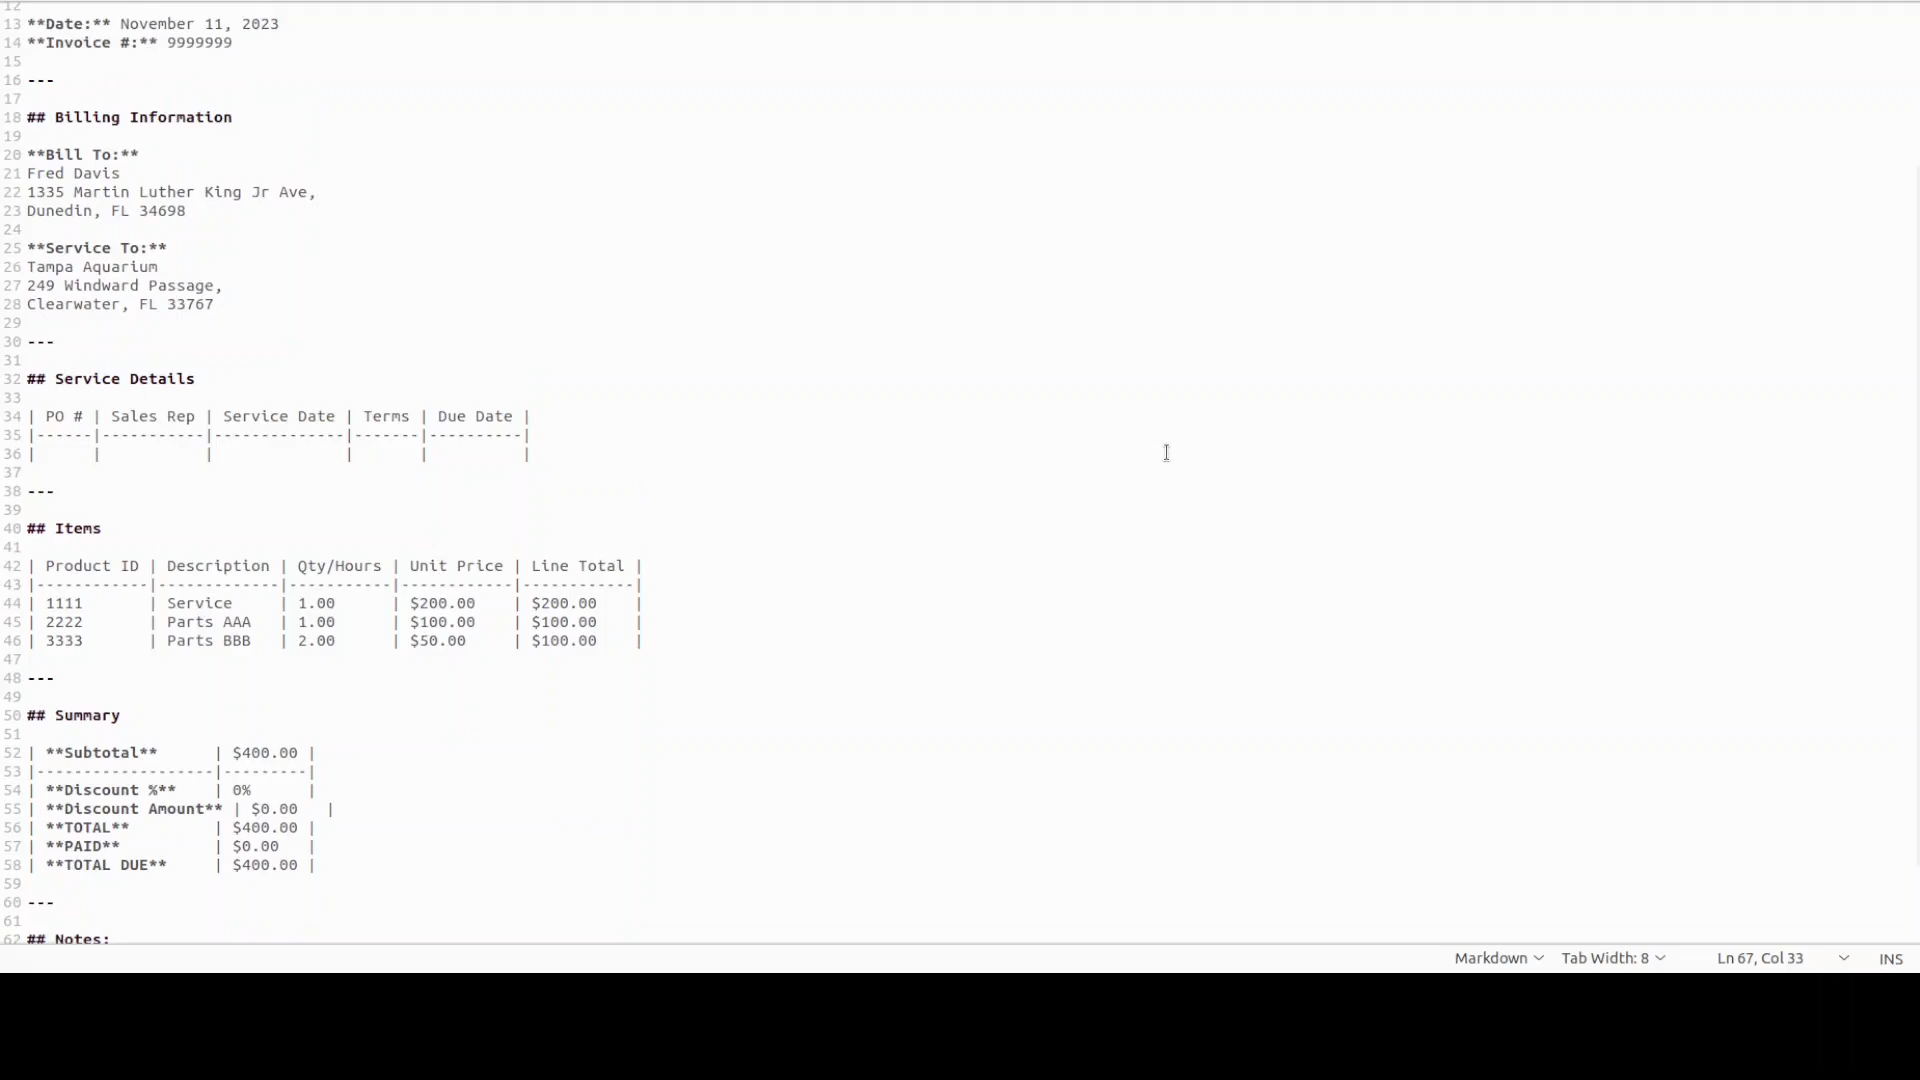 12
13 **Date:** November 11, 2023
14 **Invoice #:** 9999999
15
16 ---
17
18 ## Billing Information
19
20 **Bill To:**
21 Fred Davis
22 1335 Martin Luther King Jr Ave,
23 Dunedin, FL 34698
24
25 **Service To:**
26 Tampa Aquarium
27 249 Windward Passage,
28 Clearwater, FL 33767
29
30 ---
31
32 ## Service Details
33
34 | PO # | Sales Rep | Service Date | Terms | Due Date |
35 |------|-----------|--------------|-------|----------|
36 |      |           |              |       |          |
37
38 ---
39
40 ## Items
41
42 | Product ID | Description | Qty/Hours | Unit Price | Line Total |
43 |------------|-------------|-----------|------------|------------|
44 | 1111       | Service     | 1.00      | $200.00    | $200.00    |
45 | 2222       | Parts AAA   | 1.00      | $100.00    | $100.00    |
46 | 3333       | Parts BBB   | 2.00      | $50.00     | $100.00    |
47
48 ---
49
50 ## Summary
51
52 | **Subtotal**      | $400.00 |
53 |-------------------|---------|
54 | **Discount %**    | 0%      |
55 | **Discount Amount** | $0.00   |
56 | **TOTAL**         | $400.00 |
57 | **PAID**          | $0.00   |
58 | **TOTAL DUE**     | $400.00 |
59
60 ---
61
62 ## Notes:
Markdown Tab Width: 8 Ln 67, Col 33 INS